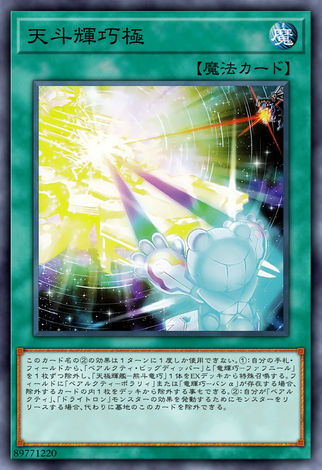 天斗輝巧極
魔
【魔法カード】
このカード名の②の効果は1ターンに1度しか使用できない。①：自分の手札・
フィールドから、「ベアルクティ-ビッグディッパー」と「竜輝巧-ファフニール」
を1枚ずつ除外し、「天極輝艦-熊斗竜巧」1体をEXデッキから特殊召喚する。フ
ィールドに「ベアルクティ-ポラリィ」または「竜輝巧-バンα」が存在する場合、
除外するカードの内1枚をデッキから除外する事もできる。②：自分が「ベアル
クティ」、「ドライトロン」モンスターの効果を発動するためにモンスターをリ
リースする場合、代わりに墓地のこのカードを除外できる。
89771220